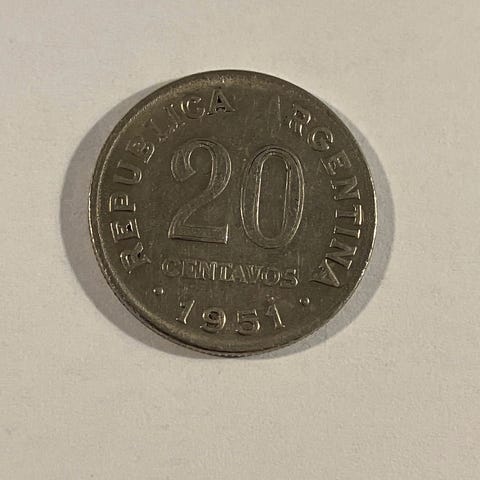 REPUBLICA ARGENTINA
20
CENTAVOS
· 1951 ·